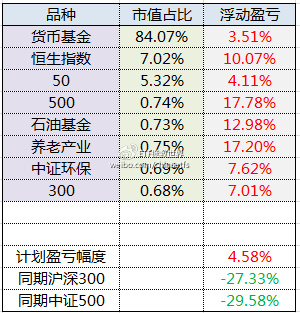 品种 市值占比 浮动盈亏
货币基金 84.07% 3.51%
恒生指数 7.02% 10.07%
50 5.32% 4.11%
500 0.74% 17.78%
石油基金 0.73% 12.98%
养老产业 0.75% 17.20%
中证环保 0.69% 7.62%
300 0.68% 7.01%
计划盈亏幅度 4.58%
同期沪深300 -27.33%
同期中证500 -29.58%